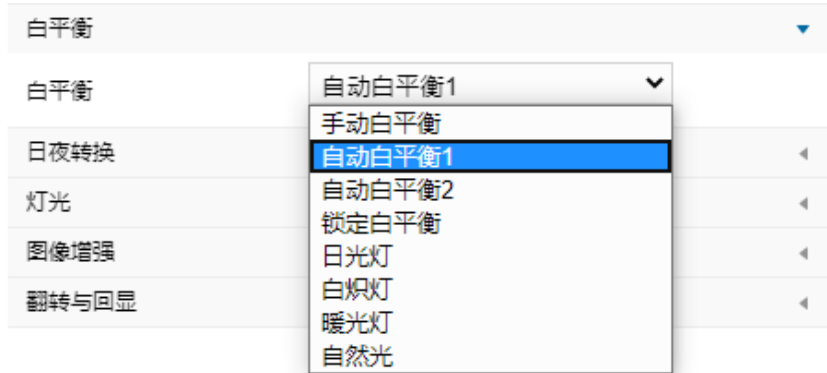 白平衡
白平衡 自动白平衡1
手动白平衡
日夜转换 自动白平衡1
灯光 自动白平衡2
锁定白平衡
图像增强 日光灯
白炽灯
翻转与回显 暖光灯
自然光